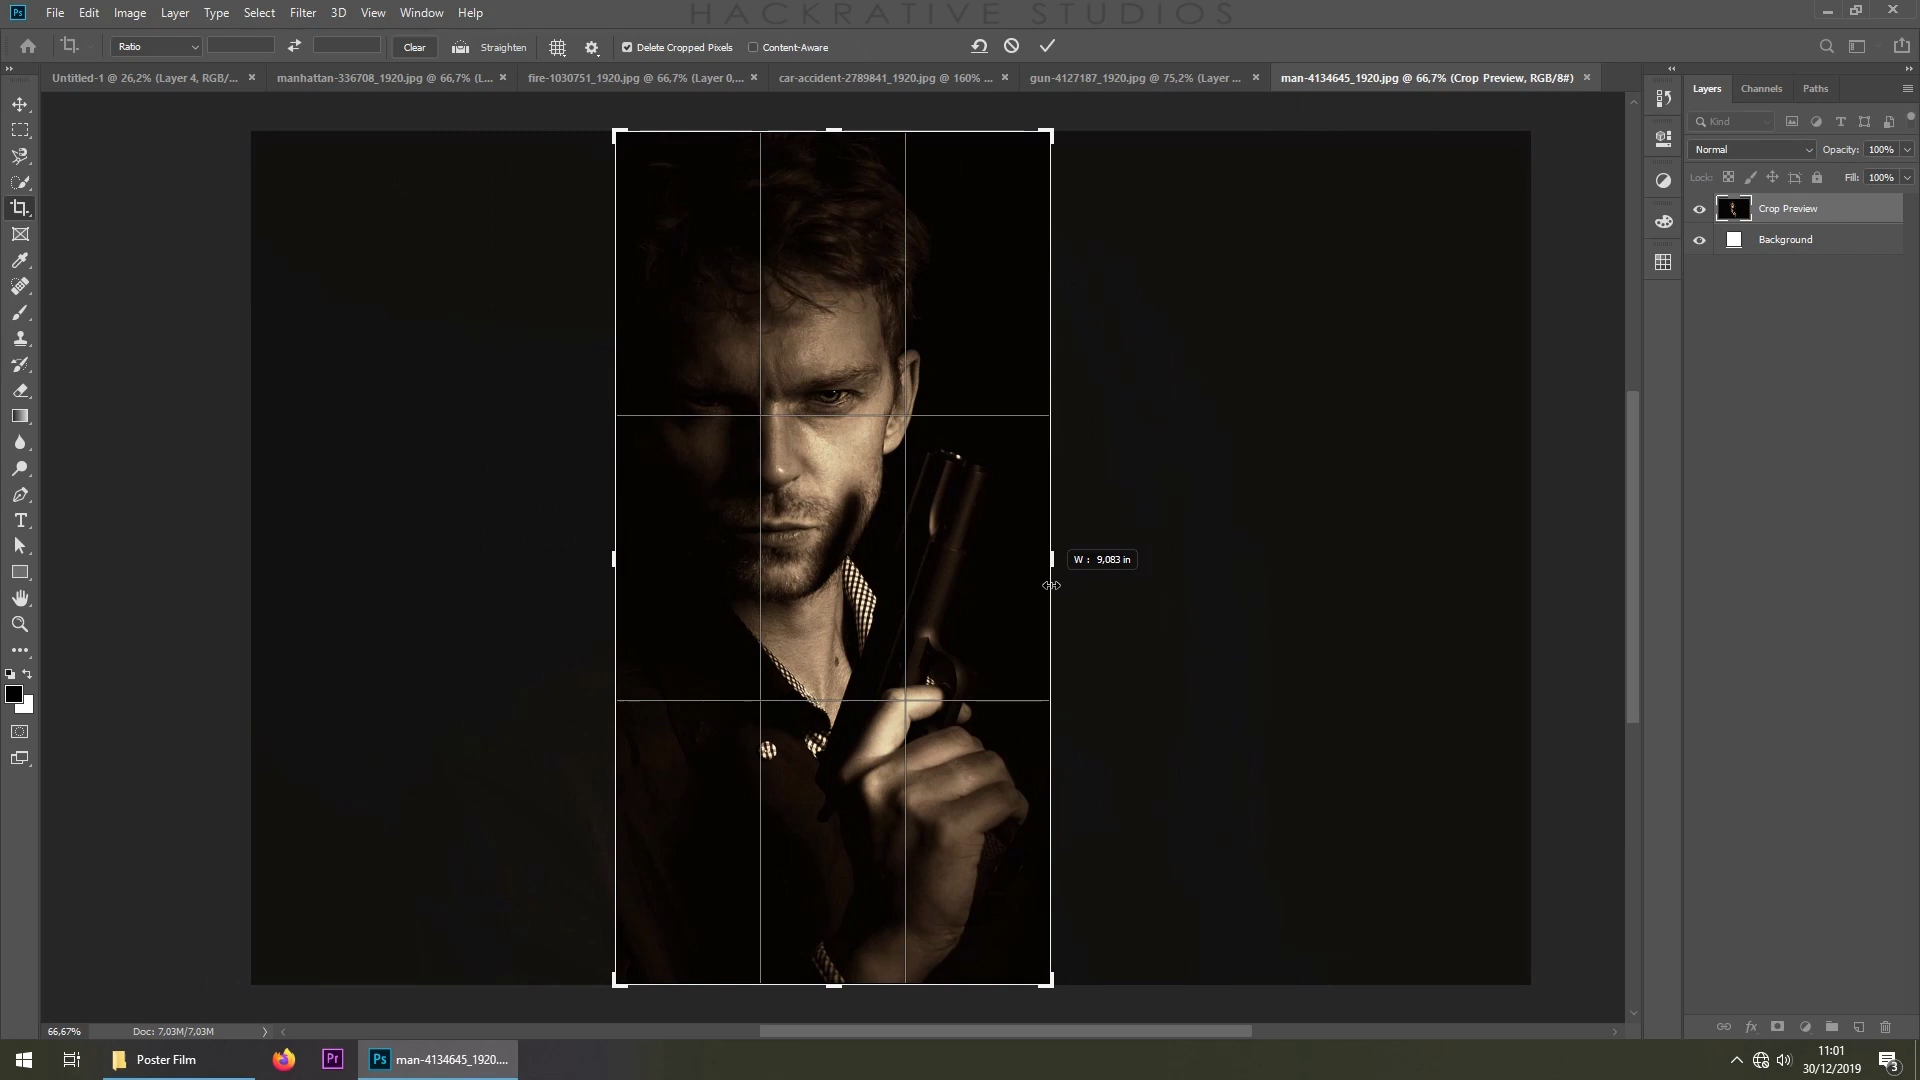 HACKRATIVE STUDIOS
Ps File Edit Image Layer Type Select Filter 3D View Window Help
Ratio Clear Straighten Delete Cropped Pixels Content-Aware
Untitled-1 @ 26,2% (Layer 4, RGB/... × manhattan-336708_1920.jpg @ 66,7% (L... × fire-1030751_1920.jpg @ 66,7% (Layer 0,... × car-accident-2789841_1920.jpg @ 160% ... × gun-4127187_1920.jpg @ 75,2% (Layer ... × man-4134645_1920.jpg @ 66,7% (Crop Preview, RGB/8#) ×
Layers Channels Paths
Kind
Normal Opacity: 100%
Lock: Fill: 100%
Crop Preview
Background
W : 9,083 in
66,67% Doc: 7,03M/7,03M
Poster Film Pr Ps man-4134645_1920....
11:01
30/12/2019
3